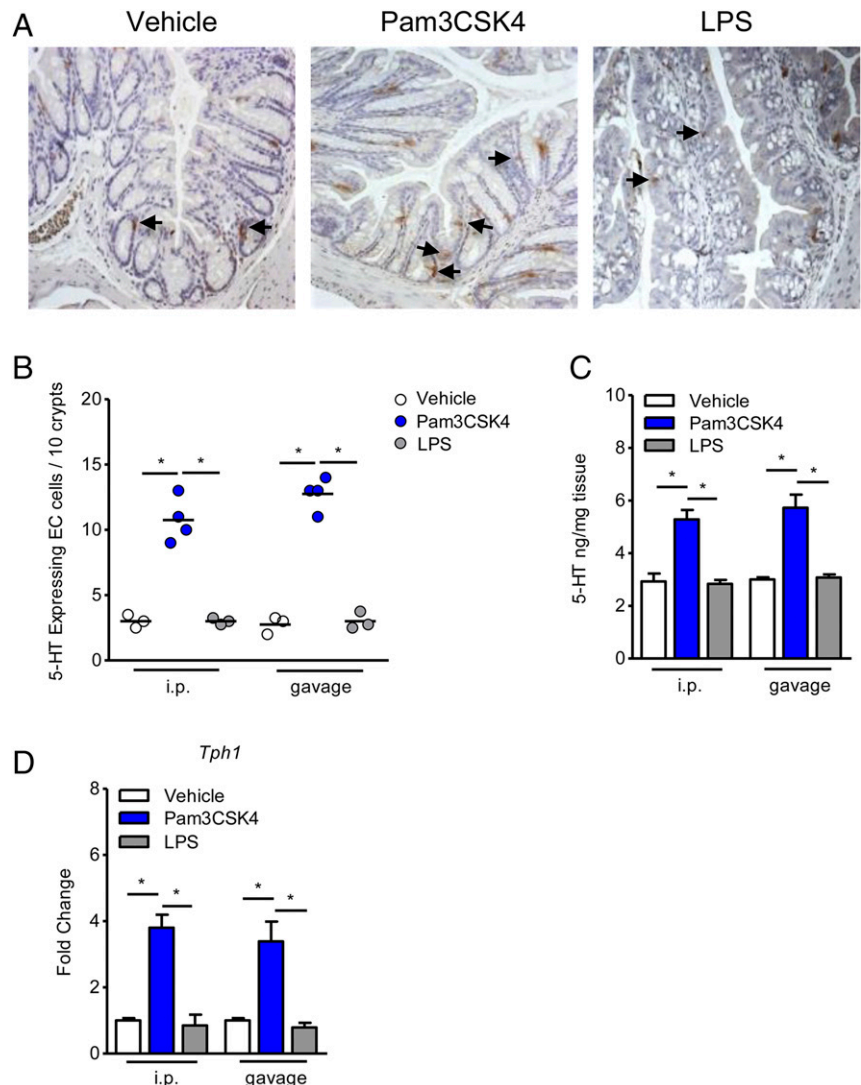 A
Vehicle
Pam3CSK4
LPS
B
5-HT Expressing EC cells / 10 crypts
20
15
10
5
0
* * * *
Vehicle
Pam3CSK4
LPS
i.p.
gavage
C
5-HT ng/mg tissue
10
8
6
4
2
0
Vehicle
Pam3CSK4
LPS
* * * *
i.p.
gavage
D
Tph1
Fold Change
8
6
4
2
0
Vehicle
Pam3CSK4
LPS
* * * *
i.p.
gavage